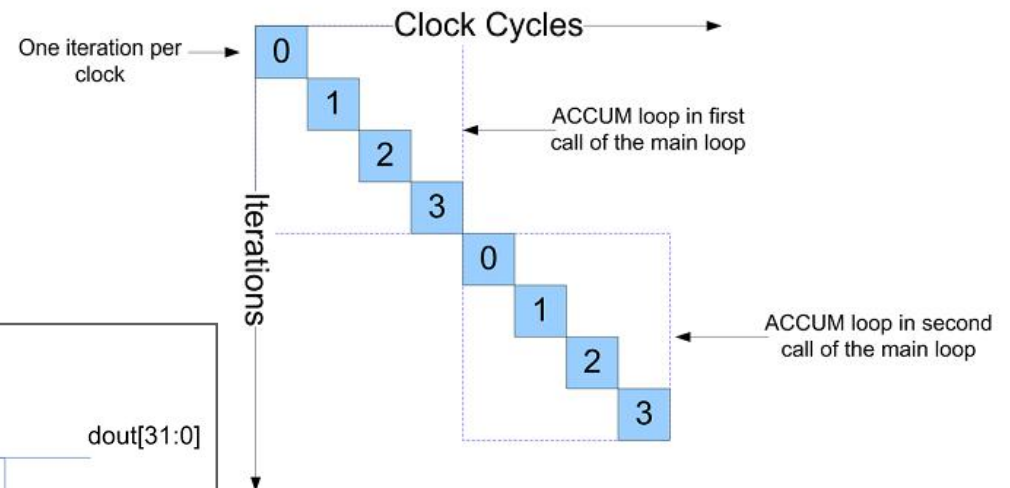 Clock Cycles
One iteration per
clock
0
1
ACCUM loop in first
call of the main loop
2
3
Iterations
0
1
ACCUM loop in second
call of the main loop
2
3
dout[31:0]